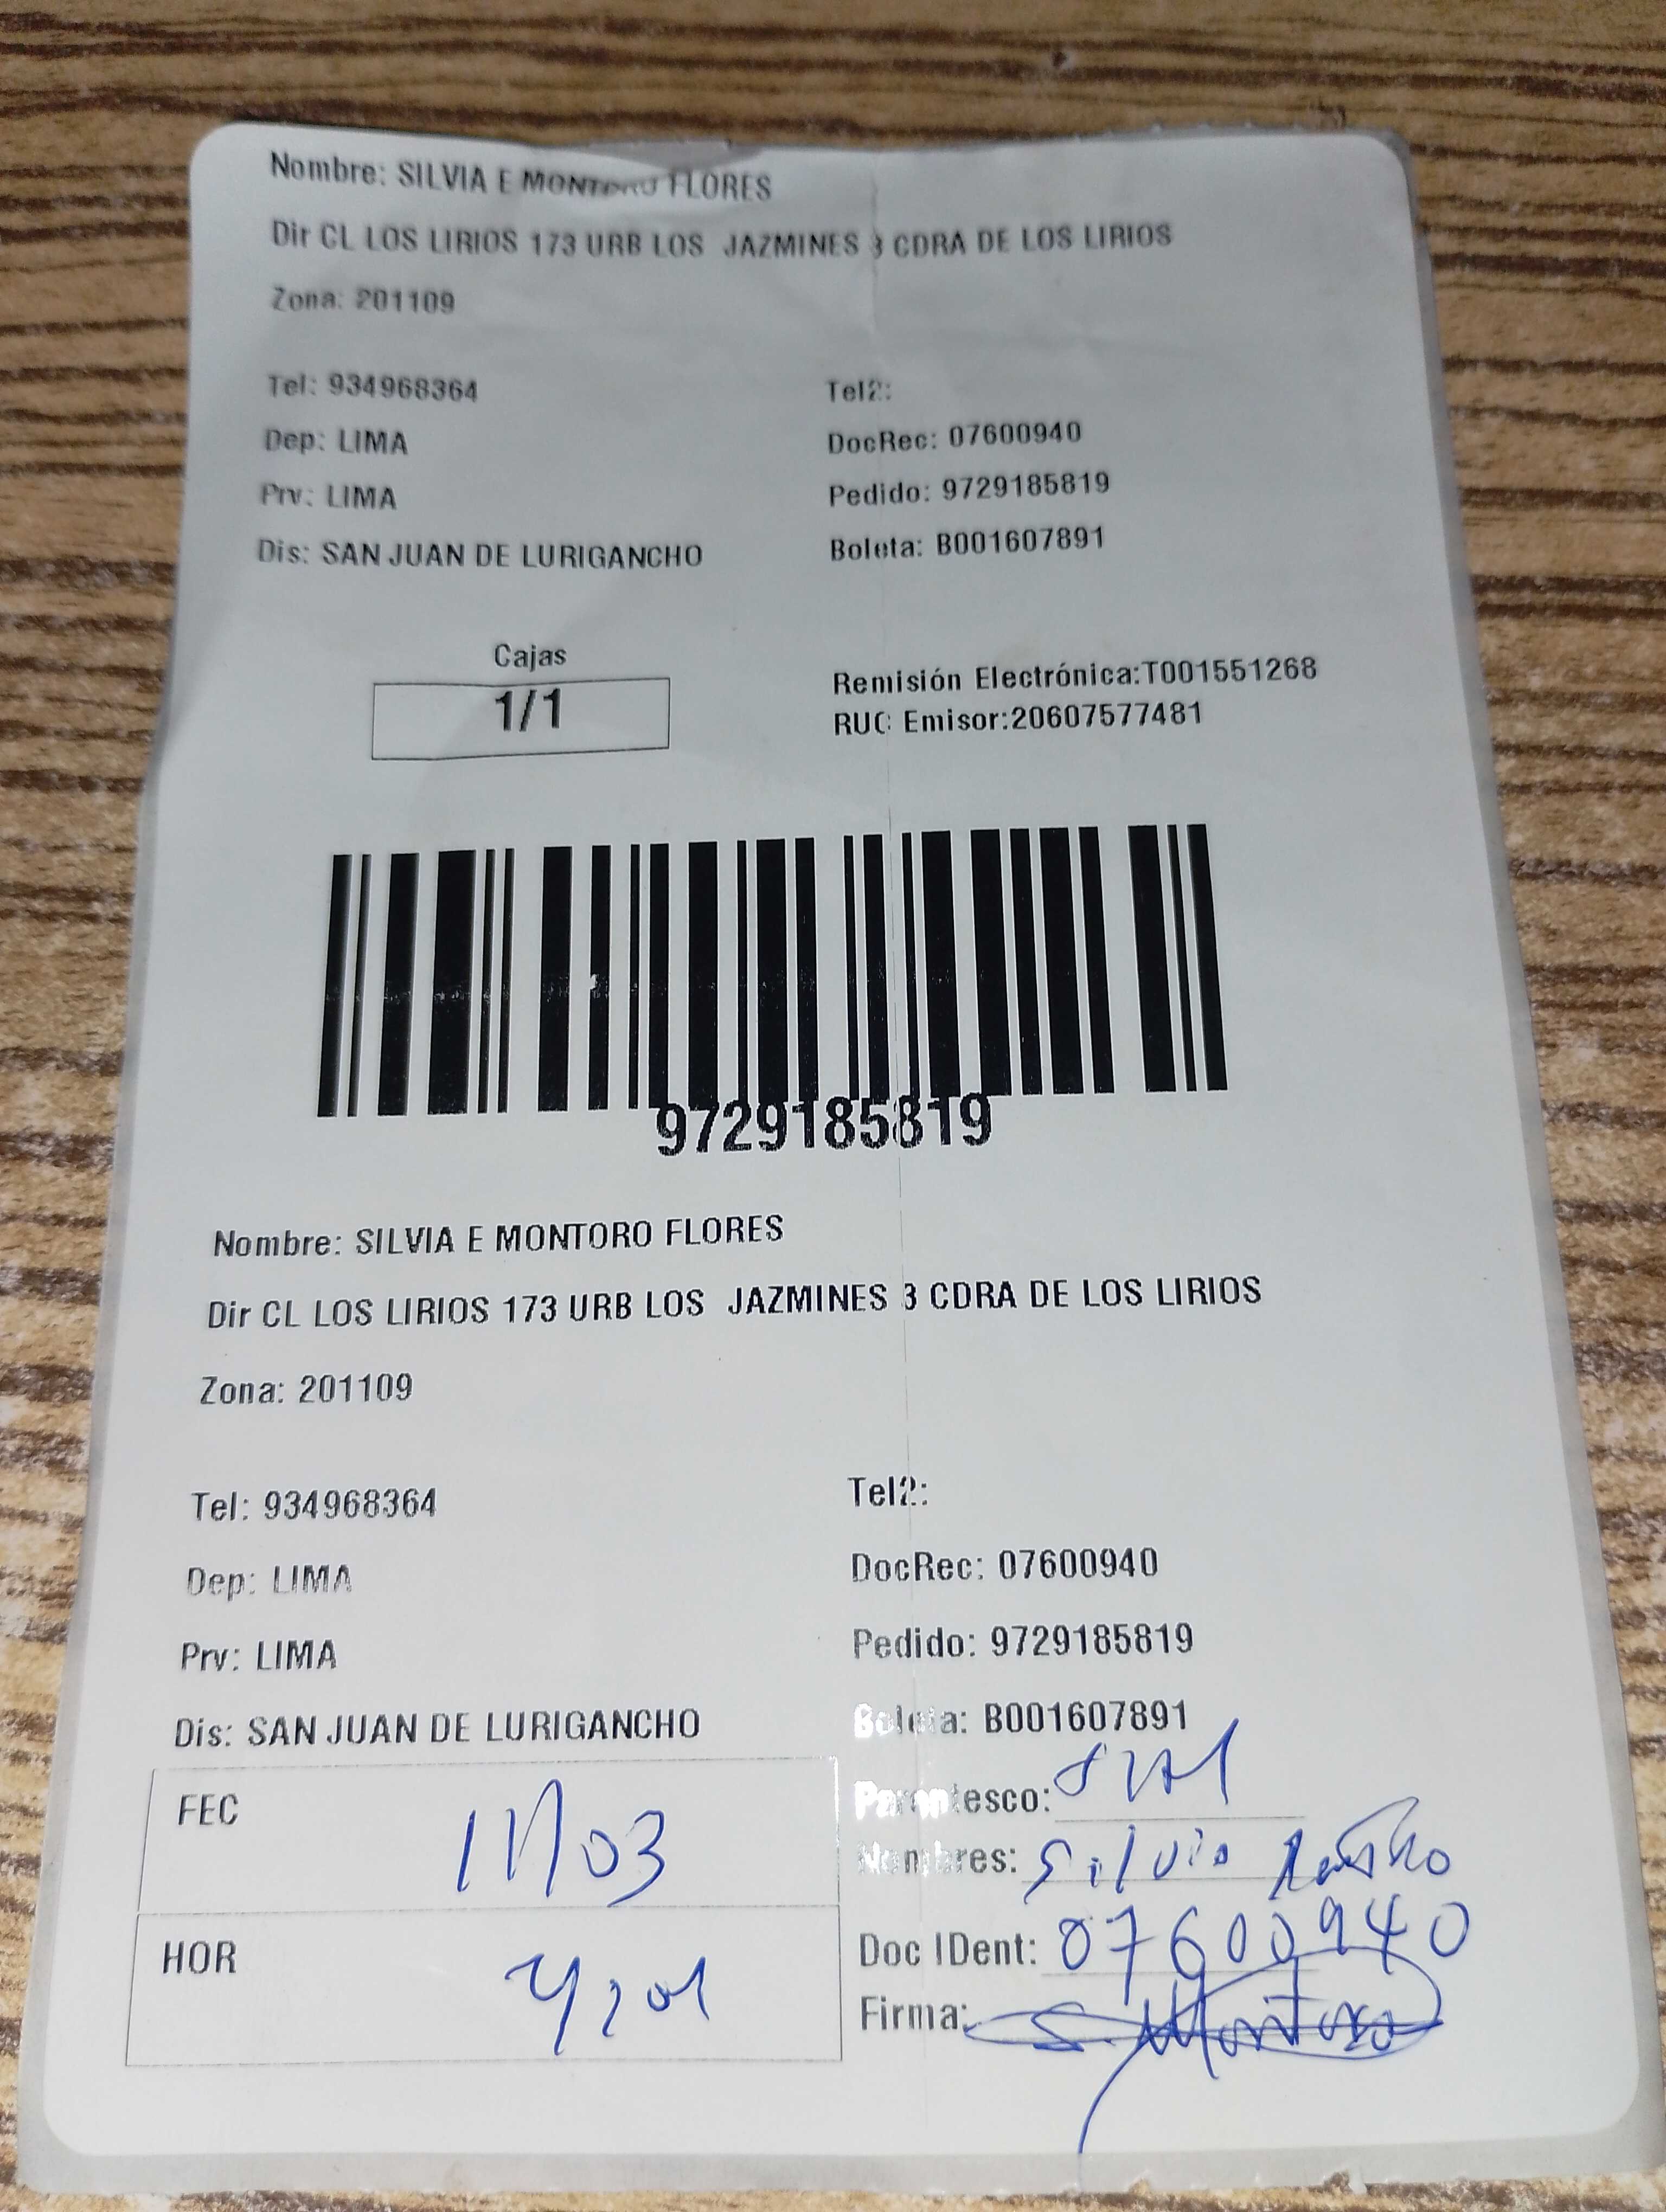 Nombre: SILVIA E MONTORO FLORES
Dir CL LOS LIRIOS 173 URB LOS JAZMINES 3 CDRA DE LOS LIRIOS
Zona: 201109
Tel: 934968364 Tel2:
Dep: LIMA DocRec: 07600940
Prv: LIMA Pedido: 9729185819
Dis: SAN JUAN DE LURIGANCHO Boleta: B001607891
Cajas
1/1
Remisión Electrónica:T001551268
RUC Emisor:20607577481
9729185819
Nombre: SILVIA E MONTORO FLORES
Dir CL LOS LIRIOS 173 URB LOS JAZMINES 3 CDRA DE LOS LIRIOS
Zona: 201109
Tel: 934968364 Tel2:
Dep: LIMA DocRec: 07600940
Prv: LIMA Pedido: 9729185819
Dis: SAN JUAN DE LURIGANCHO Boleta: B001607891
FEC 11/03 Parentesco:
Nombres: Silvia
HOR Doc IDent: 07600940
Firma: S. Montoro